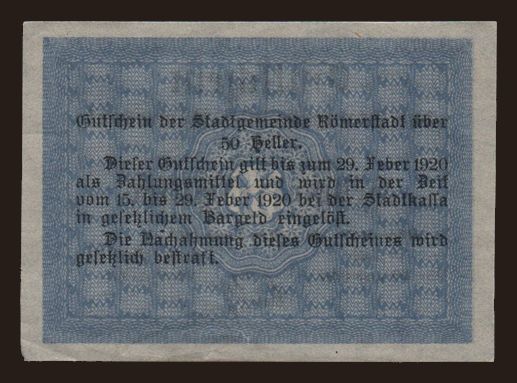 Gutschein der Stadtgemeinde Römerstadt über
50 Heller.
Dieser Gutschein gilt bis zum 29. Feber 1920
als Zahlungsmittel und wird in der Zeit
vom 15. bis 29. Feber 1920 bei der Stadtkassa
in gesetzlichem Bargeld eingelöst.
Die Nachahmung dieses Gutscheines wird
gesetzlich bestraft.